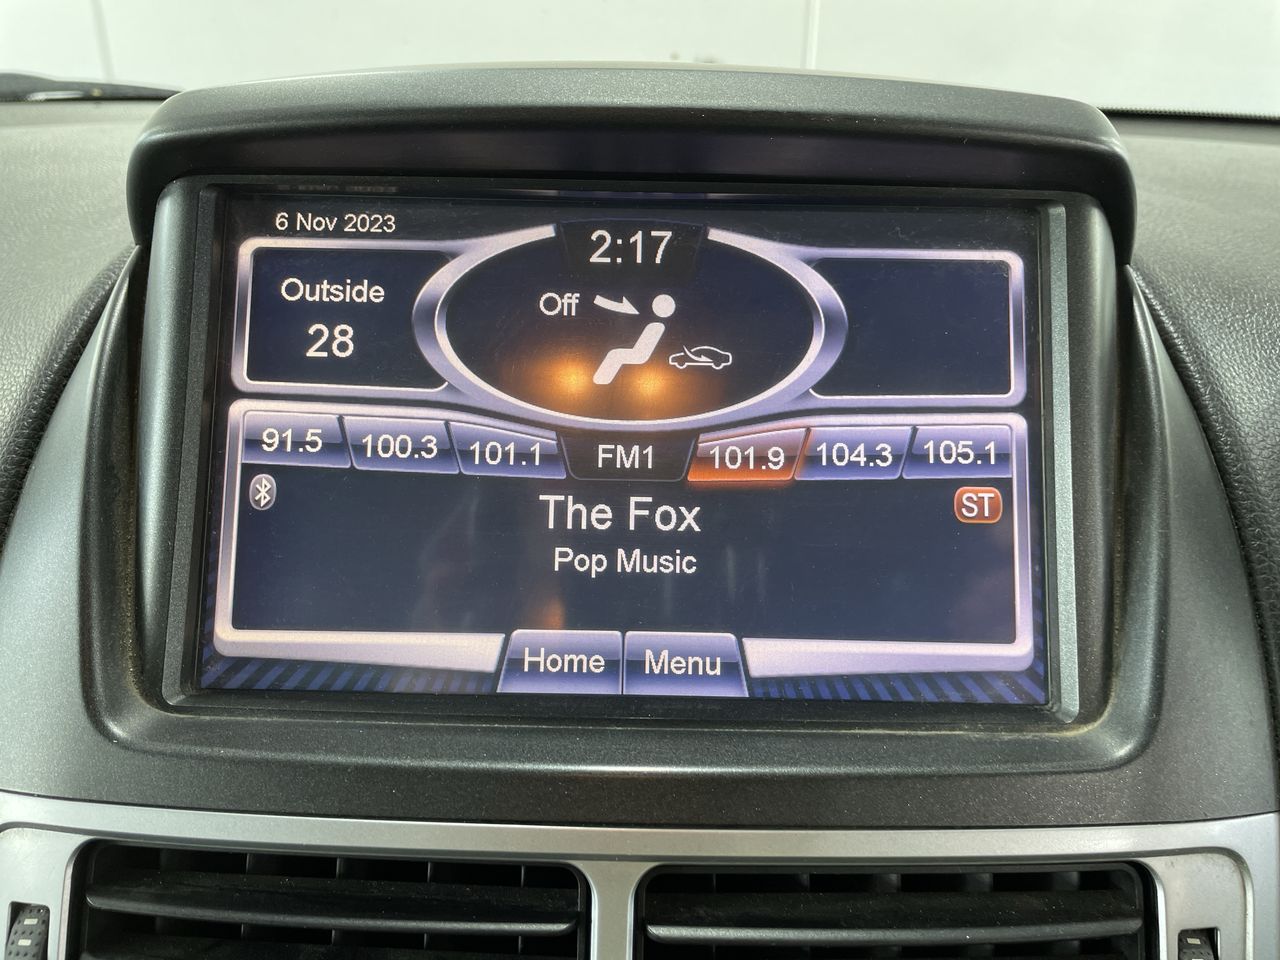 6 Nov 2023
2:17
Outside
28
Off
91.5 100.3 101.1 FM1 101.9 104.3 105.1
ST
The Fox
Pop Music
Home Menu